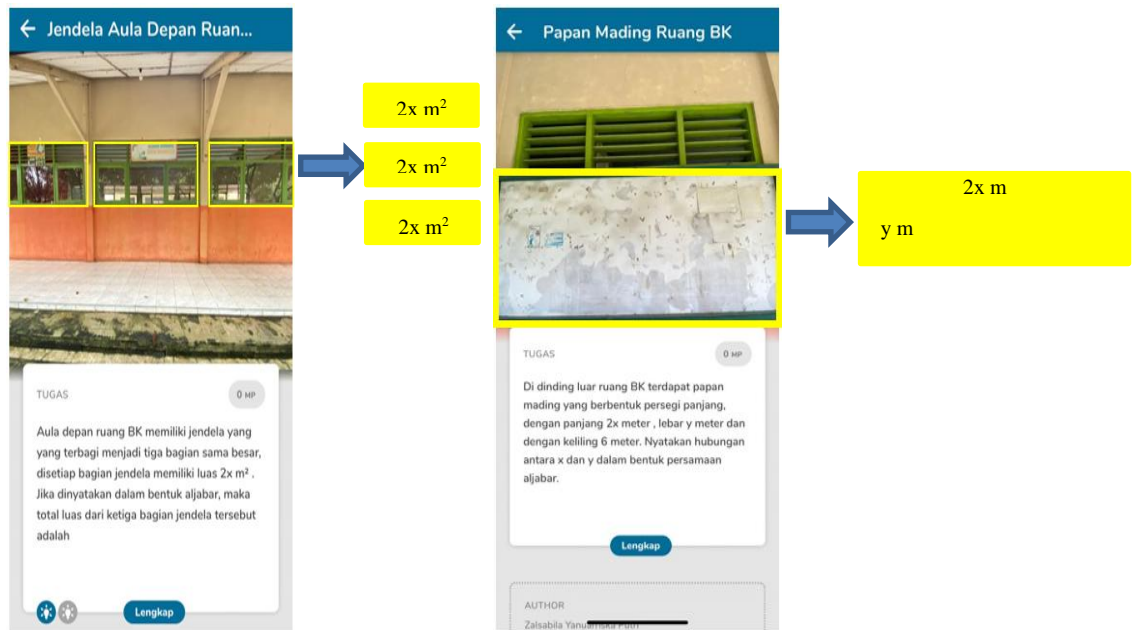 Jendela Aula Depan Ruan...
2x m²
2x m²
2x m²
TUGAS
0 MP
Aula depan ruang BK memiliki jendela yang
yang terbagi menjadi tiga bagian sama besar,
disetiap bagian jendela memiliki luas 2x m² .
Jika dinyatakan dalam bentuk aljabar, maka
total luas dari ketiga bagian jendela tersebut
adalah
Lengkap
Papan Mading Ruang BK
2x m
y m
TUGAS
0 MP
Di dinding luar ruang BK terdapat papan
mading yang berbentuk persegi panjang,
dengan panjang 2x meter , lebar y meter dan
dengan keliling 6 meter. Nyatakan hubungan
antara x dan y dalam bentuk persamaan
aljabar.
Lengkap
AUTHOR
Zalsabila